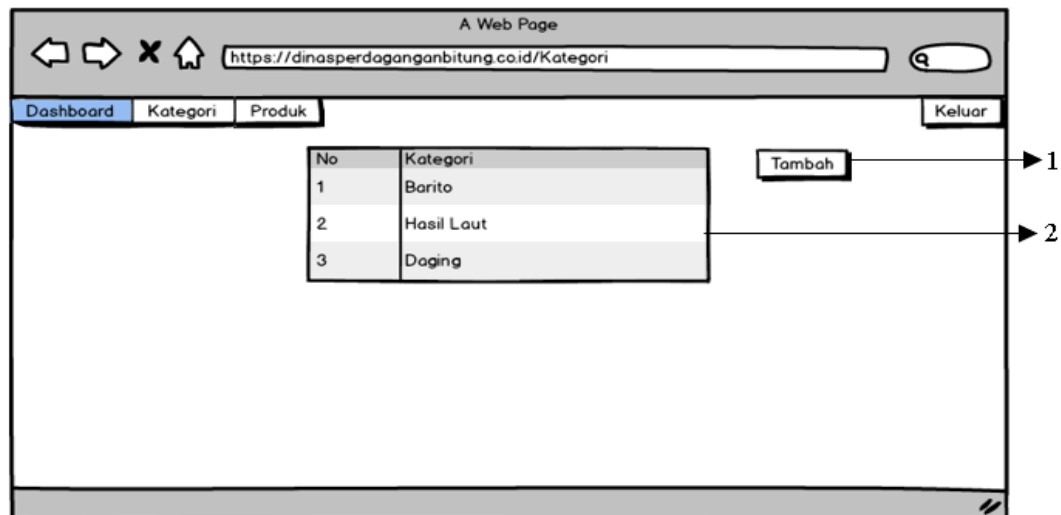 A Web Page
https://dinasperdaganganbitung.co.id/Kategori
Dashboard Kategori Produk Keluar
No Kategori Tambah 1
1 Barito
2 Hasil Laut 2
3 Daging